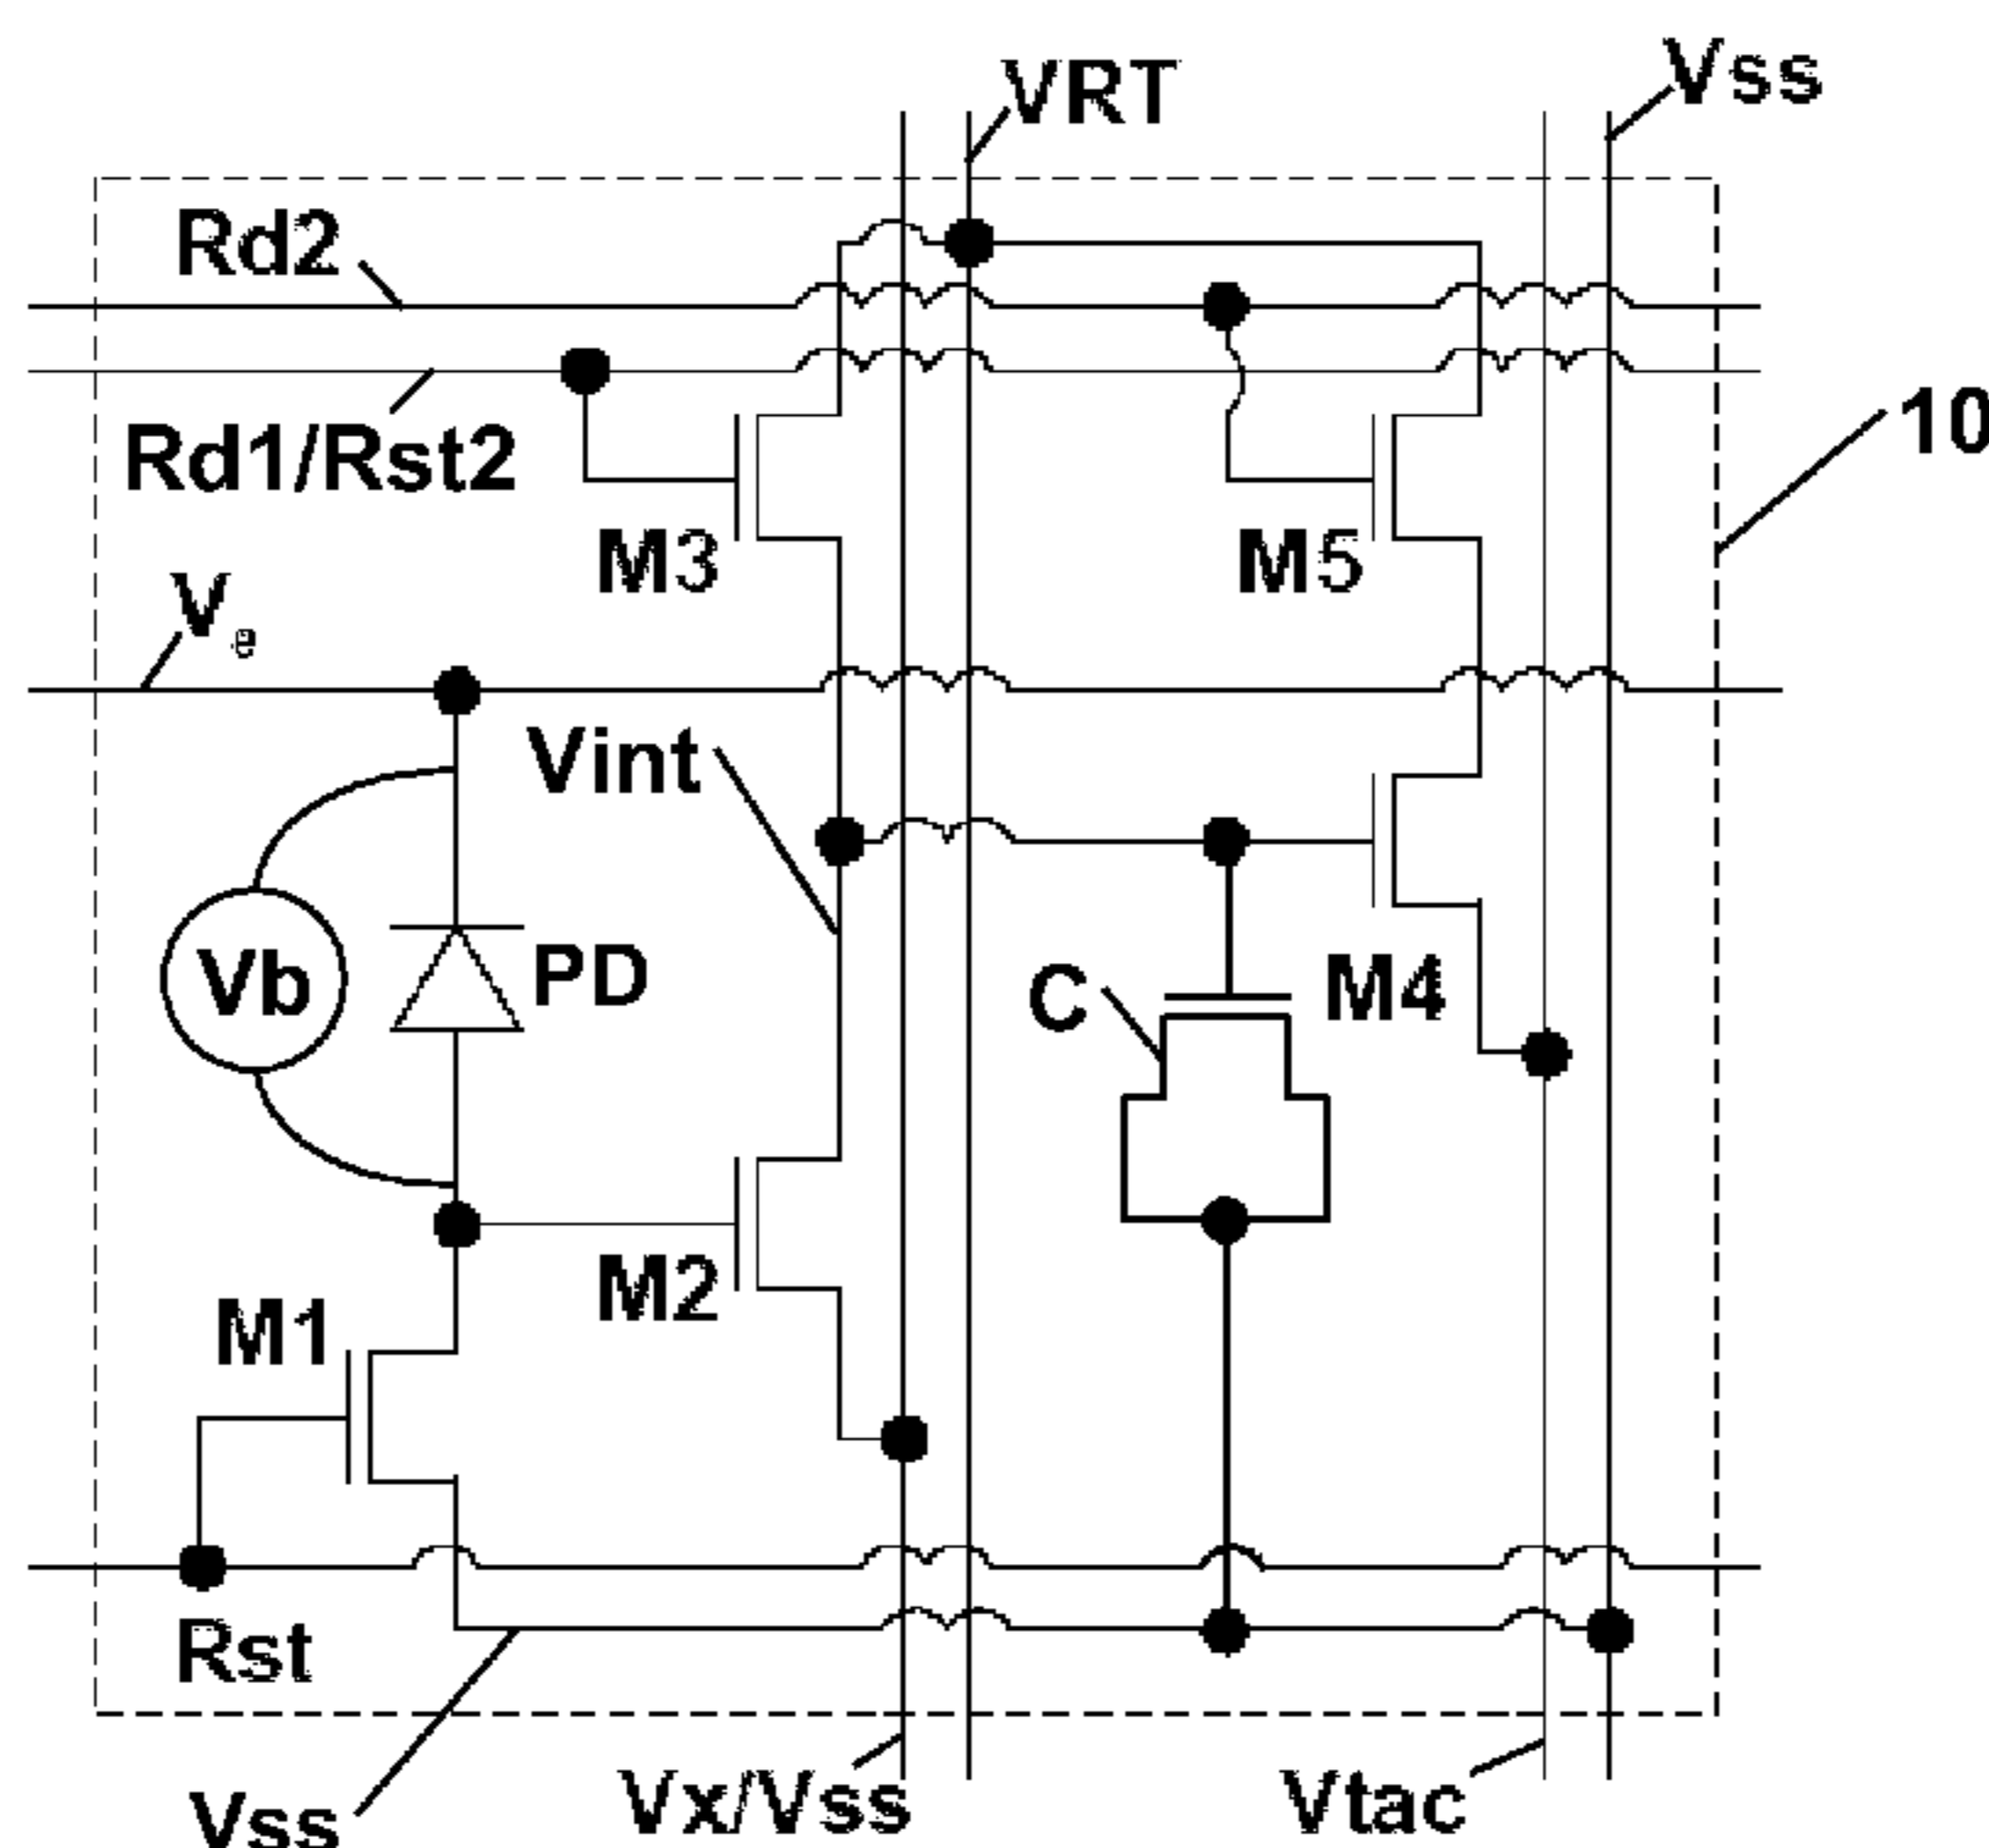 Vss
VRT
Rd2
10
Rd1/Rst2
M3
M5
Ve
Vint
Vb
PD
C
M4
M2
M1
Rst
Vss
Vx/Vss
Vtac